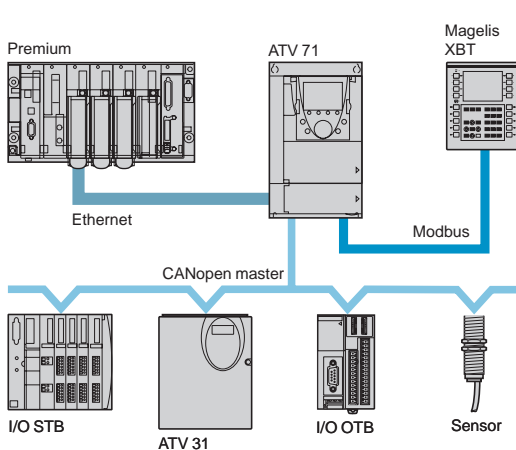 Premium
ATV 71
Magelis
XBT
Ethernet
Modbus
CANopen master
I/O STB
ATV 31
I/O OTB
Sensor